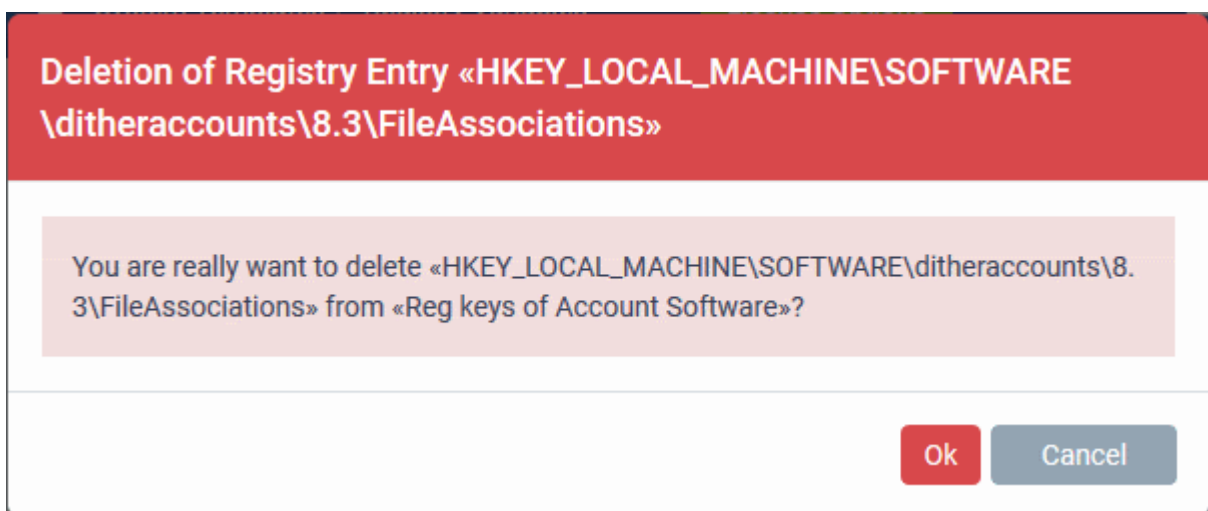 Deletion of Registry Entry «HKEY_LOCAL_MACHINE\SOFTWARE
\ditheraccounts\8.3\FileAssociations»
You are really want to delete «HKEY_LOCAL_MACHINE\SOFTWARE\ditheraccounts\8.
3\FileAssociations» from «Reg keys of Account Software»?
Ok Cancel